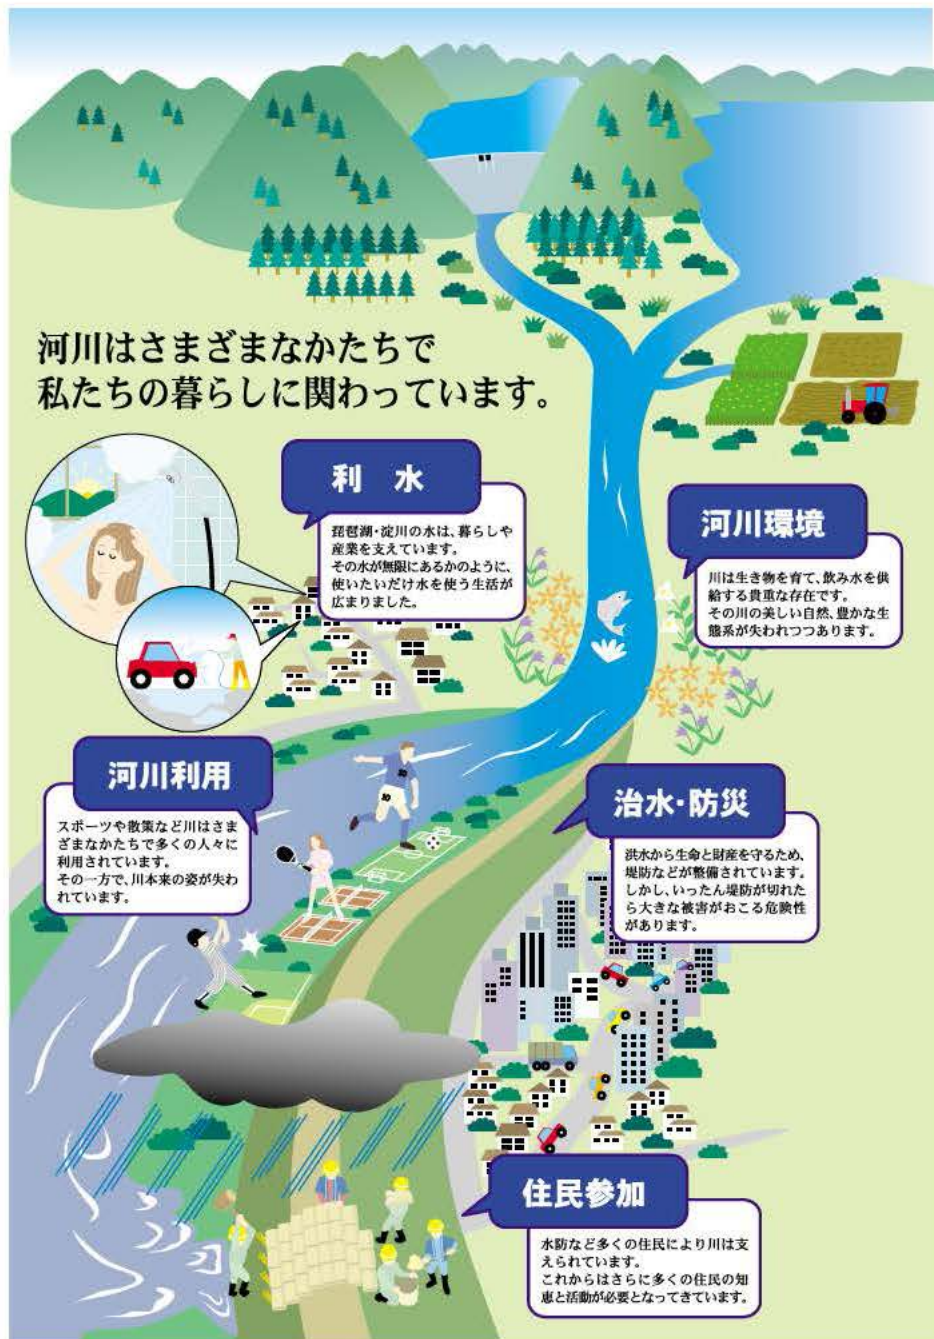 河川はさまざまなかたちで
私たちの暮らしに関わっています。
利 水
琵琶湖・淀川の水は、暮らしや
産業を支えています。
その水が無限にあるかのように、
使いたいだけ水を使う生活が
広まりました。
河川環境
川は生き物を育て、飲み水を供
給する貴重な存在です。
その川の美しい自然、豊かな生
態系が失われつつあります。
河川利用
スポーツや散策など川はさま
ざまなかたちで多くの人々に
利用されています。
その一方で、川本来の姿が失わ
れています。
治水・防災
洪水から生命と財産を守るため、
堤防などが整備されています。
しかし、いったん堤防が切れた
ら大きな被害がおこる危険性
があります。
住民参加
水防など多くの住民により川は支
えられています。
これからはさらに多くの住民の知
恵と活動が必要となってきています。